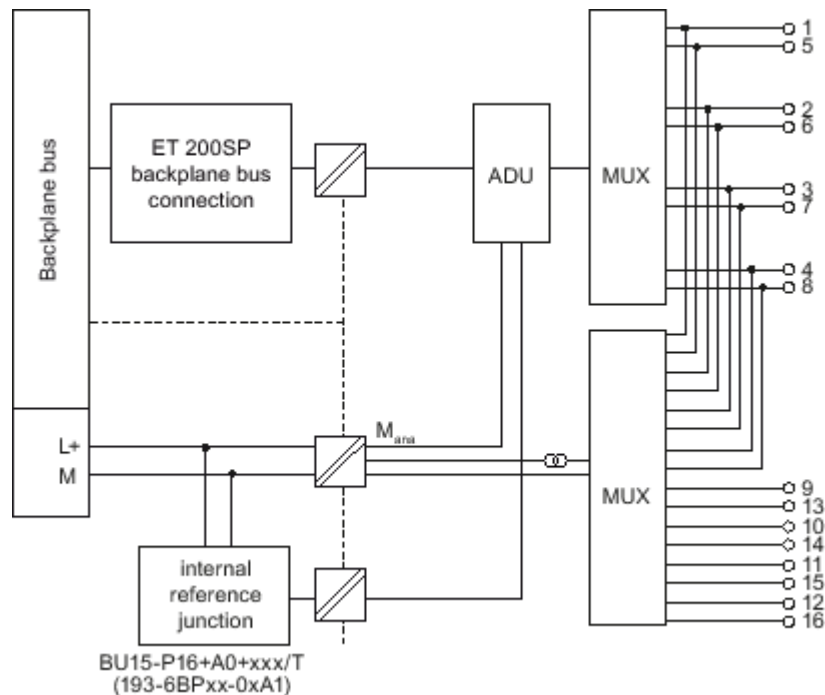 Backplane bus
ET 200SP
backplane bus
connection
ADU
MUX
1
5
2
6
3
7
4
8
L+
M
Mana
MUX
9
13
10
14
11
15
12
16
internal
reference
junction
BU15-P16+A0+xxx/T
(193-6BPxx-0xA1)